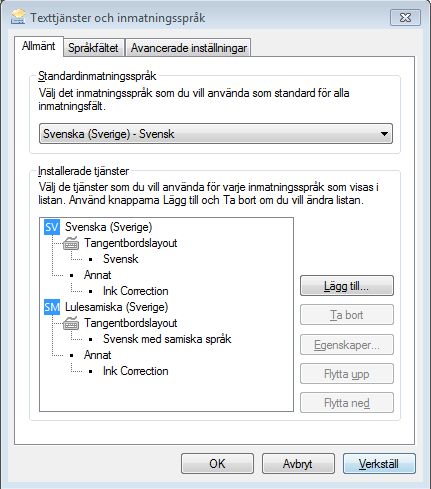 Texttjänster och inmatningsspråk
Allmänt Språkfältet Avancerade inställningar
Standardinmatningsspråk
Välj det inmatningsspråk som du vill använda som standard för alla
inmatningsfält.
Svenska (Sverige) - Svensk
Installerade tjänster
Välj de tjänster som du vill använda för varje inmatningsspråk som visas i
listan. Använd knapparna Lägg till och Ta bort om du vill ändra listan.
SV Svenska (Sverige)
Tangentbordslayout
Svensk
Annat
Ink Correction
SM Lulesamiska (Sverige)
Tangentbordslayout
Svensk med samiska språk
Annat
Ink Correction
Lägg till...
Ta bort
Egenskaper...
Flytta upp
Flytta ned
OK Avbryt Verkställ